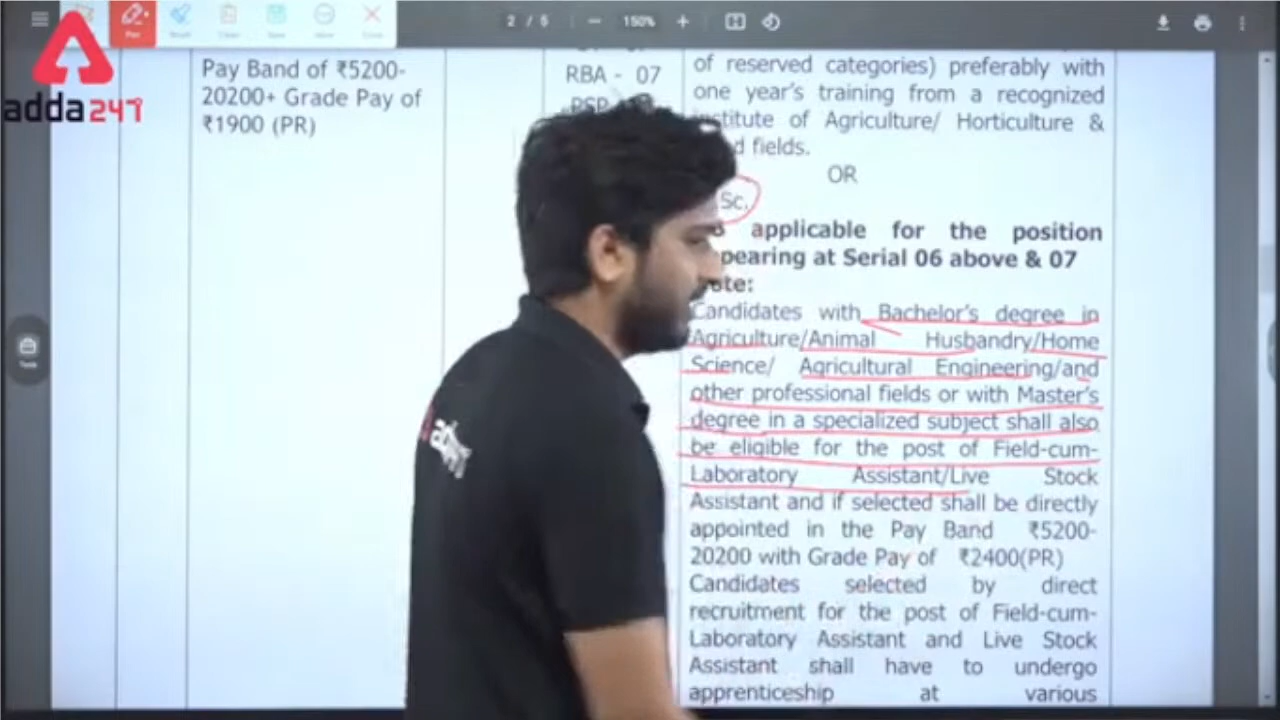 2 / 6
150%
adda247
Pay Band of ₹5200-
20200+ Grade Pay of
₹1900 (PR)
RBA - 07
of reserved categories) preferably with
one year's training from a recognized
institute of Agriculture/ Horticulture &
fields.
OR
Sc.
applicable for the position
at Serial 06 above & 07
Candidates with Bachelor's degree in
Agriculture/Animal Husbandry/Home
Science/ Agricultural Engineering/and
other professional fields or with Master's
degree in a specialized subject shall also
be eligible for the post of Field-cum-
Laboratory Assistant/Live Stock
Assistant and if selected shall be directly
appointed in the Pay Band ₹5200-
20200 with Grade Pay of ₹2400(PR)
Candidates selected by direct
recruitment for the post of Field-cum-
Laboratory Assistant and Live Stock
Assistant shall have to undergo
apprenticeship at various